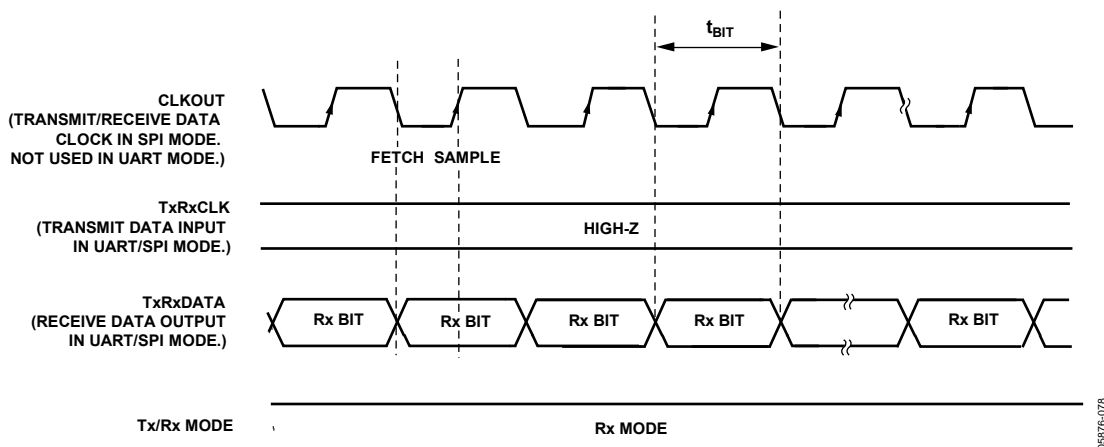 tBIT
CLKOUT
(TRANSMIT/RECEIVE DATA
CLOCK IN SPI MODE.
NOT USED IN UART MODE.)
FETCH SAMPLE
TxRxCLK
(TRANSMIT DATA INPUT
IN UART/SPI MODE.)
HIGH-Z
TxRxDATA
(RECEIVE DATA OUTPUT
IN UART/SPI MODE.)
Rx BIT Rx BIT Rx BIT Rx BIT Rx BIT
Tx/Rx MODE
Rx MODE
05876-078